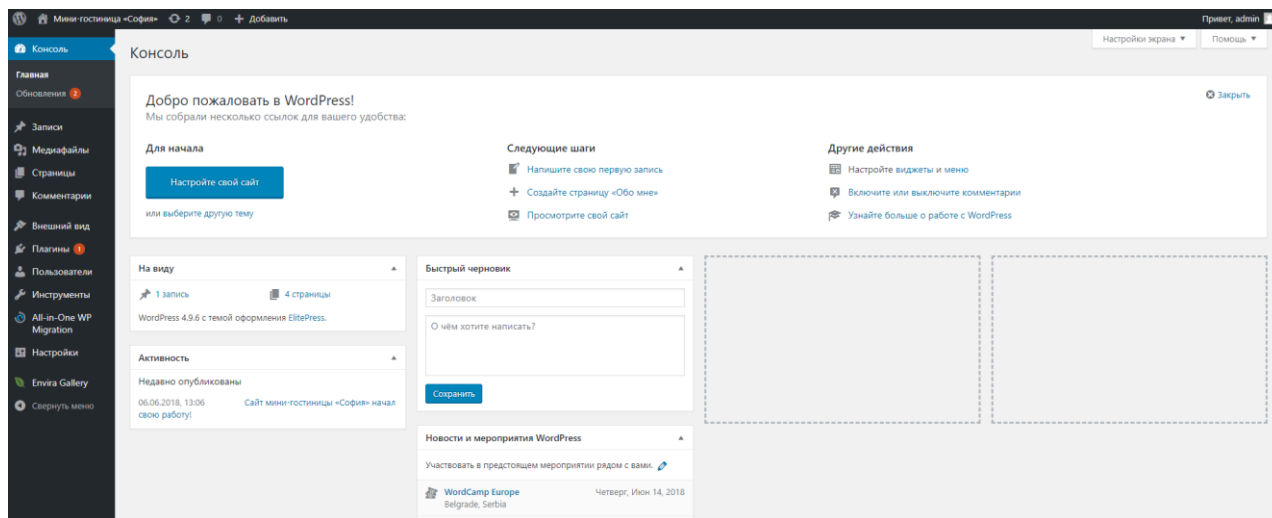 Мини-гостиница «София» 2 0 + Добавить
Привет, admin
Консоль
Главная
Обновления 2
Записи
Медиафайлы
Страницы
Комментарии
Внешний вид
Плагины 1
Пользователи
Инструменты
All-in-One WP
Migration
Настройки
Envira Gallery
Свернуть меню
Настройки экрана ▼
Помощь ▼
Консоль
Добро пожаловать в WordPress!
Мы собрали несколько ссылок для вашего удобства:
Закрыть
Для начала
Настройте свой сайт
или выберите другую тему
Следующие шаги
Напишите свою первую запись
Создайте страницу «Обо мне»
Просмотрите свой сайт
Другие действия
Настройте виджеты и меню
Включите или выключите комментарии
Узнайте больше о работе с WordPress
На виду
1 запись
4 страницы
WordPress 4.9.6 с темой оформления ElitePress.
Активность
Недавно опубликованы
06.06.2018, 13:06 Сайт мини-гостиницы «София» начал
свою работу!
Быстрый черновик
Заголовок
О чём хотите написать?
Сохранить
Новости и мероприятия WordPress
Участвовать в предстоящем мероприятии рядом с вами.
WordCamp Europe
Четверг, Июн 14, 2018
Belgrade, Serbia